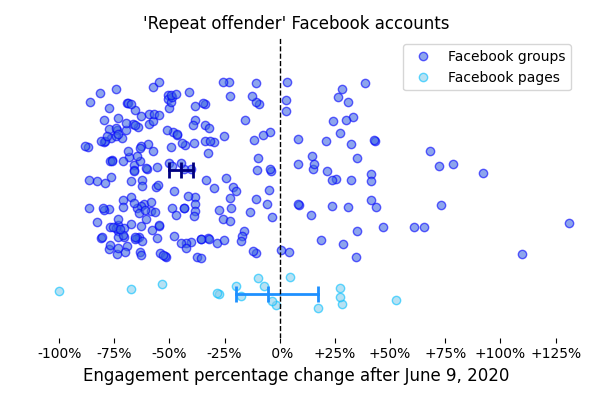 'Repeat offender' Facebook accounts
Facebook groups
Facebook pages
-100% -75% -50% -25% 0% +25% +50% +75% +100% +125%
Engagement percentage change after June 9, 2020